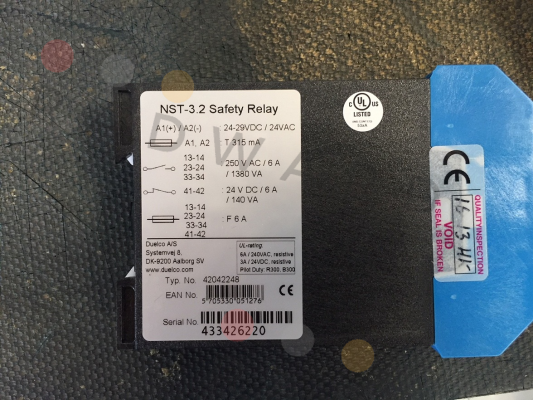 NST-3.2 Safety Relay
A1(+) / A2(-) : 24-29VDC / 24VAC
A1, A2 : T 315 mA
13-14
23-24 : 250 V AC / 6 A
33-34 / 1380 VA
41-42 : 24 V DC / 6 A
/ 140 VA
13-14
23-24 : F 6 A
33-34
41-42
Duelco A/S
Systemvej 8,
DK-9200 Aalborg SV
www.duelco.com
UL-rating:
6A / 240VAC, resistive
3A / 24VDC, resistive
Pilot Duty: R300, B300
Typ. No. 42042248
EAN No.
5 705330 051276
CE
Serial No. 433426220
C UL US
LISTED
CE
QUALITYINSPECTION
VOID
IF SEAL IS BROKEN
DWA